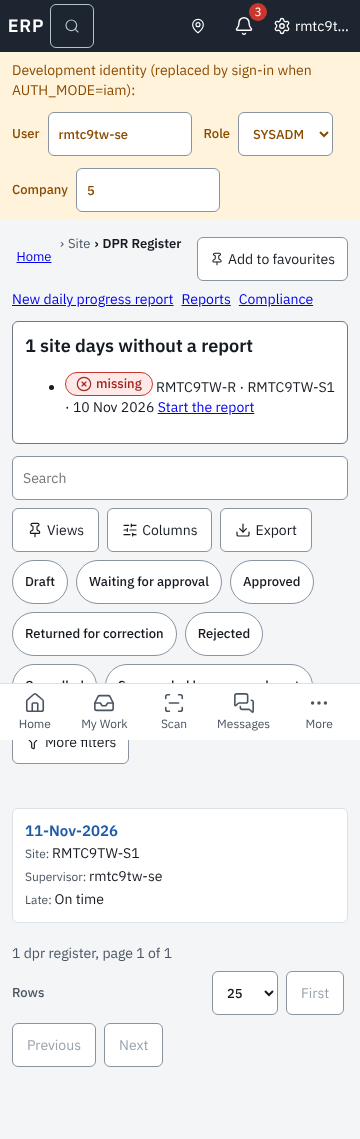 ERP
3
rmtc9t...
Development identity (replaced by sign-in when
AUTH_MODE=iam):
User rmtc9tw-se Role SYSADM
Company 5
Home › Site › DPR Register
Add to favourites
New daily progress report Reports Compliance
1 site days without a report
missing RMTC9TW-R · RMTC9TW-S1
· 10 Nov 2026 Start the report
Search
Views Columns Export
Draft Waiting for approval Approved
Returned for correction Rejected
Home My Work Scan Messages More
More filters
11-Nov-2026
Site: RMTC9TW-S1
Supervisor: rmtc9tw-se
Late: On time
1 dpr register, page 1 of 1
Rows 25 First
Previous Next